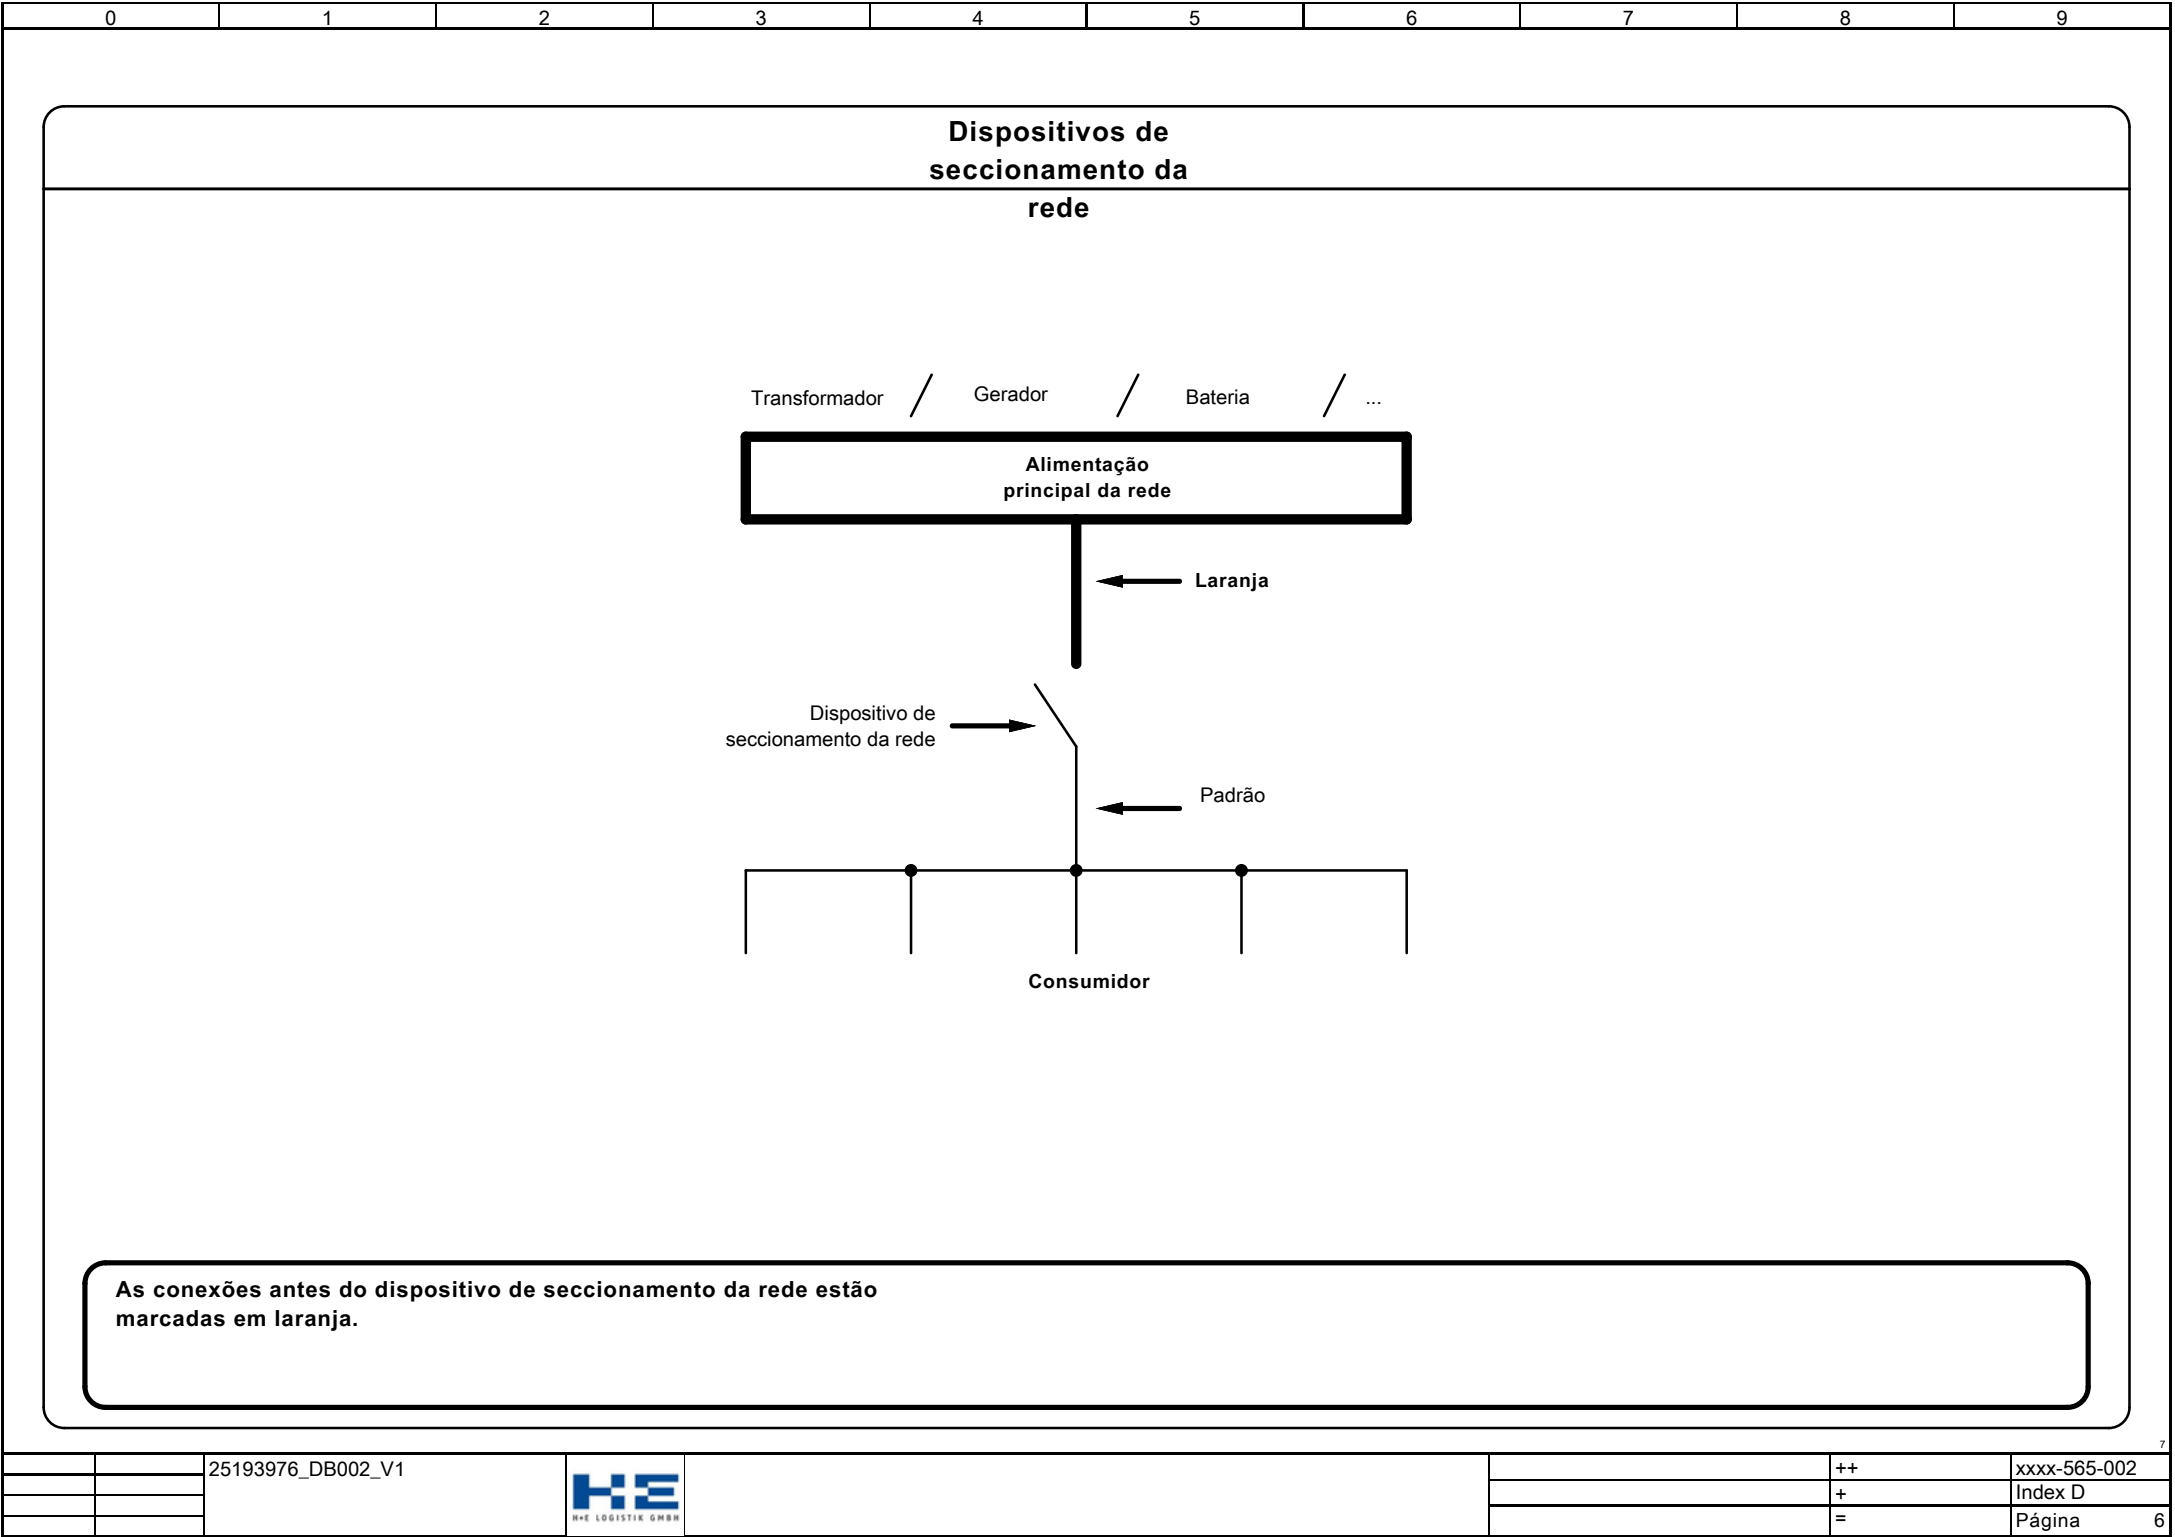 0 1 2 3 4 5 6 7 8 9
Dispositivos de
seccionamento da
rede
Transformador / Gerador / Bateria / ...
Alimentação
principal da rede
Laranja
Dispositivo de
seccionamento da rede
Padrão
Consumidor
As conexões antes do dispositivo de seccionamento da rede estão
marcadas em laranja.
7
25193976_DB002_V1
H+E
H+E LOGISTIK GMBH
++ xxxx-565-002
+ Index D
= Página 6